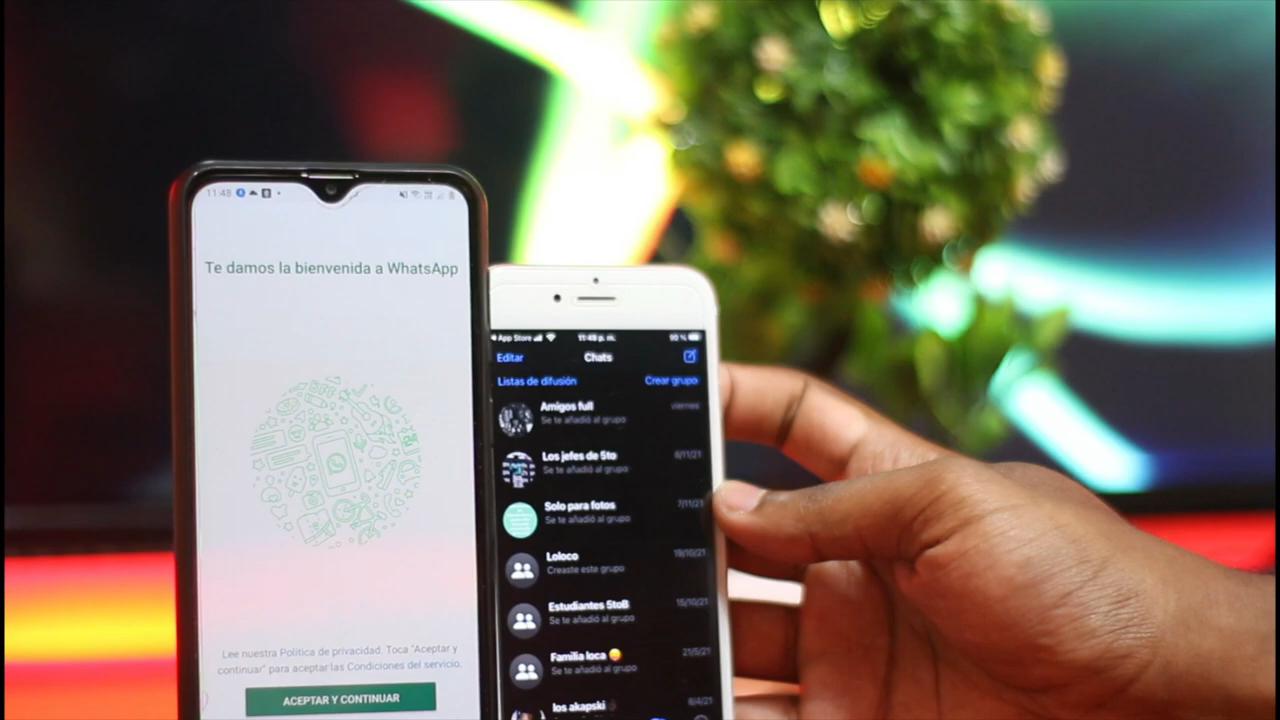 11:48
Te damos la bienvenida a WhatsApp
Lee nuestra Política de privacidad. Toca "Aceptar y
continuar" para aceptar las Condiciones del servicio.
ACEPTAR Y CONTINUAR
App Store
11:48 p. m.
90 %
Editar
Chats
Listas de difusión
Crear grupo
Amigos full
viernes
Se te añadió al grupo
Los jefes de 5to
8/11/21
Se te añadió al grupo
Solo para fotos
7/11/21
Se te añadió al grupo
Loloco
19/10/21
Creaste este grupo
Estudiantes 5toB
15/10/21
Se te añadió al grupo
Familia loca
21/5/21
Se te añadió al grupo
los akapski
8/4/21